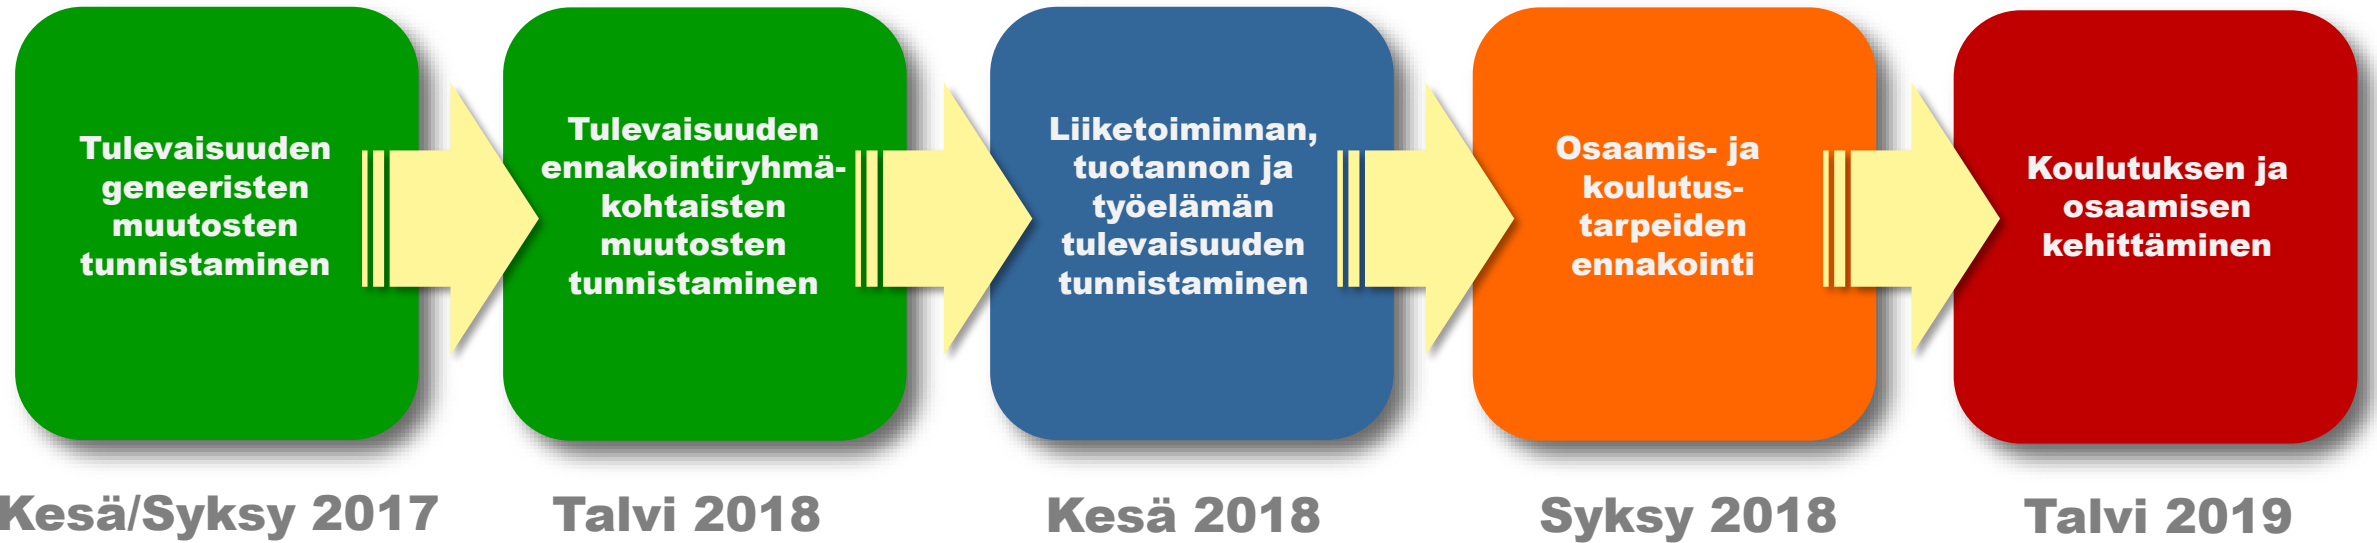 Tulevaisuuden
geneeristen
muutosten
tunnistaminen
Tulevaisuuden
ennakointiryhmä-
kohtaisten
muutosten
tunnistaminen
Liiketoiminnan,
tuotannon ja
työelämän
tulevaisuuden
tunnistaminen
Osaamis- ja
koulutus-
tarpeiden
ennakointi
Koulutuksen ja
osaamisen
kehittäminen
Kesä/Syksy 2017
Talvi 2018
Kesä 2018
Syksy 2018
Talvi 2019